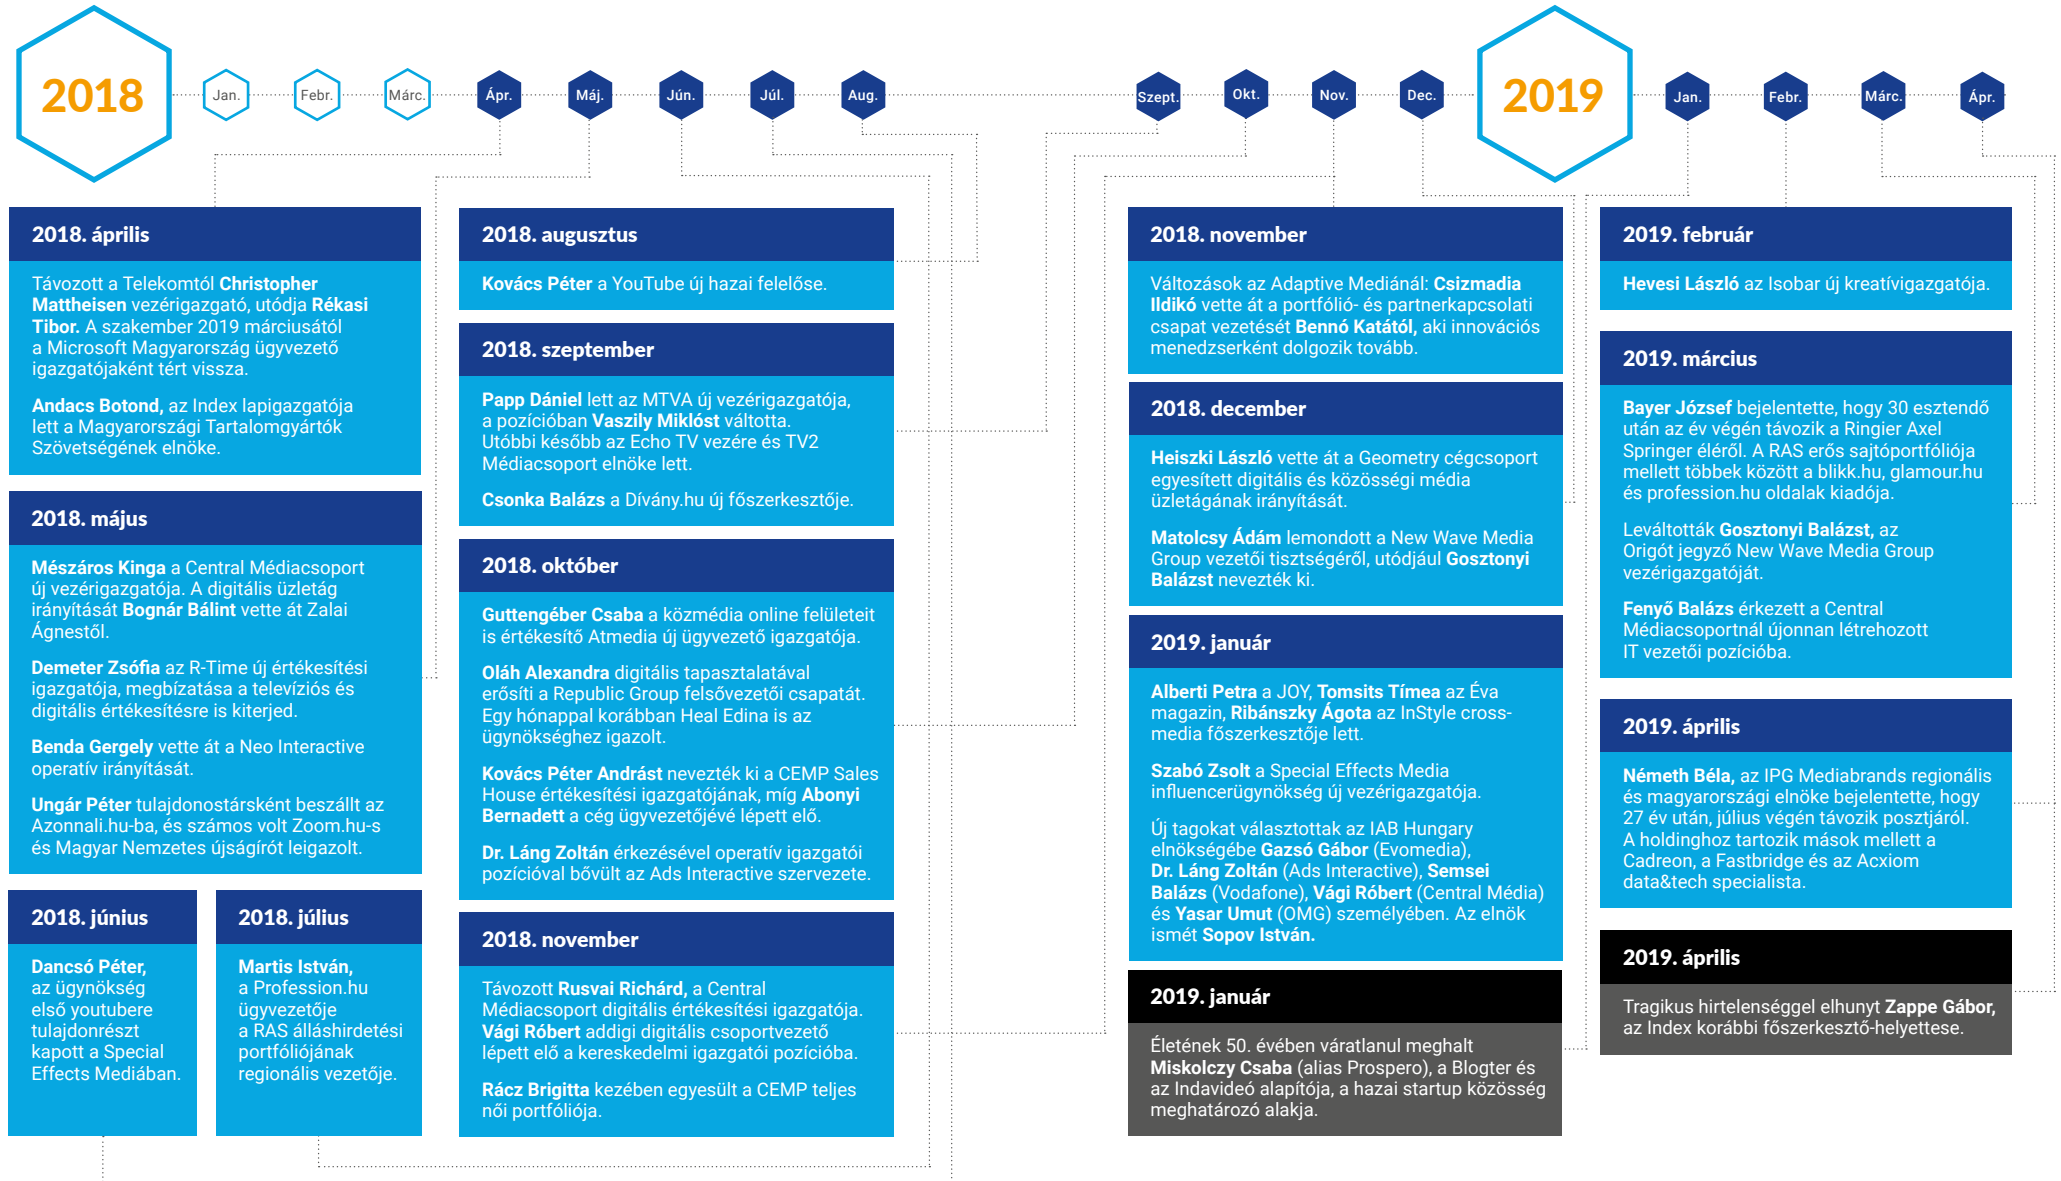 2018
Jan.
Febr.
Márc.
Ápr.
Máj.
Jún.
Júl.
Aug.
Szept.
Okt.
Nov.
Dec.
2019
Jan.
Febr.
Márc.
Ápr.
2018. április
Távozott a Telekomtól Christopher
Mattheisen vezérigazgató, utódja Rékasi
Tibor. A szakember 2019 márciusától
a Microsoft Magyarország ügyvezető
igazgatójaként tért vissza.
Andacs Botond, az Index lapigazgatója
lett a Magyarországi Tartalomgyártók
Szövetségének elnöke.
2018. május
Mészáros Kinga a Central Médiacsoport
új vezérigazgatója. A digitális üzletág
irányítását Bognár Bálint vette át Zalai
Ágnestől.
Demeter Zsófia az R-Time új értékesítési
igazgatója, megbízatása a televíziós és
digitális értékesítésre is kiterjed.
Benda Gergely vette át a Neo Interactive
operatív irányítását.
Ungár Péter tulajdonostársként beszállt az
Azonnali.hu-ba, és számos volt Zoom.hu-s
és Magyar Nemzetes újságírót leigazolt.
2018. június
Dancsó Péter,
az ügynökség
első youtubere
tulajdonrészt
kapott a Special
Effects Mediában.
2018. július
Martis István,
a Profession.hu
ügyvezetője
a RAS álláshirdetési
portfóliójának
regionális vezetője.
2018. augusztus
Kovács Péter a YouTube új hazai felelőse.
2018. szeptember
Papp Dániel lett az MTVA új vezérigazgatója,
a pozícióban Vaszily Miklóst váltotta.
Utóbbi később az Echo TV vezére és TV2
Médiacsoport elnöke lett.
Csonka Balázs a Dívány.hu új főszerkesztője.
2018. október
Guttengéber Csaba a közmédia online felületeit
is értékesítő Atmedia új ügyvezető igazgatója.
Oláh Alexandra digitális tapasztalatával
erősíti a Republic Group felsővezetői csapatát.
Egy hónappal korábban Heal Edina is az
ügynökséghez igazolt.
Kovács Péter Andrást nevezték ki a CEMP Sales
House értékesítési igazgatójának, míg Abonyi
Bernadett a cég ügyvezetőjévé lépett elő.
Dr. Láng Zoltán érkezésével operatív igazgatói
pozícióval bővült az Ads Interactive szervezete.
2018. november
Távozott Rusvai Richárd, a Central
Médiacsoport digitális értékesítési igazgatója.
Vági Róbert addigi digitális csoportvezető
lépett elő a kereskedelmi igazgatói pozícióba.
Rácz Brigitta kezében egyesült a CEMP teljes
női portfóliója.
2018. november
Változások az Adaptive Mediánál: Csizmadia
Ildikó vette át a portfólió- és partnerkapcsolati
csapat vezetését Bennó Katától, aki innovációs
menedzserként dolgozik tovább.
2018. december
Heiszki László vette át a Geometry cégcsoport
egyesített digitális és közösségi média
üzletágának irányítását.
Matolcsy Ádám lemondott a New Wave Media
Group vezetői tisztségéről, utódjául Gosztonyi
Balázst nevezték ki.
2019. január
Alberti Petra a JOY, Tomsits Tímea az Éva
magazin, Ribánszky Ágota az InStyle cross-
media főszerkesztője lett.
Szabó Zsolt a Special Effects Media
influencerügynökség új vezérigazgatója.
Új tagokat választottak az IAB Hungary
elnökségébe Gazsó Gábor (Evomedia),
Dr. Láng Zoltán (Ads Interactive), Semsei
Balázs (Vodafone), Vági Róbert (Central Média)
és Yasar Umut (OMG) személyében. Az elnök
ismét Sopov István.
2019. január
Életének 50. évében váratlanul meghalt
Miskolczy Csaba (alias Prospero), a Blogter és
az Indavideó alapítója, a hazai startup közösség
meghatározó alakja.
2019. február
Hevesi László az Isobar új kreatívigazgatója.
2019. március
Bayer József bejelentette, hogy 30 esztendő
után az év végén távozik a Ringier Axel
Springer éléről. A RAS erős sajtóportfóliója
mellett többek között a blikk.hu, glamour.hu
és profession.hu oldalak kiadója.
Leváltották Gosztonyi Balázst, az
Origót jegyző New Wave Media Group
vezérigazgatóját.
Fenyő Balázs érkezett a Central
Médiacsoportnál újonnan létrehozott
IT vezetői pozícióba.
2019. április
Németh Béla, az IPG Mediabrands regionális
és magyarországi elnöke bejelentette, hogy
27 év után, július végén távozik posztjáról.
A holdinghoz tartozik mások mellett a
Cadreon, a Fastbridge és az Acxiom
data&tech specialista.
2019. április
Tragikus hirtelenséggel elhunyt Zappe Gábor,
az Index korábbi főszerkesztő-helyettese.